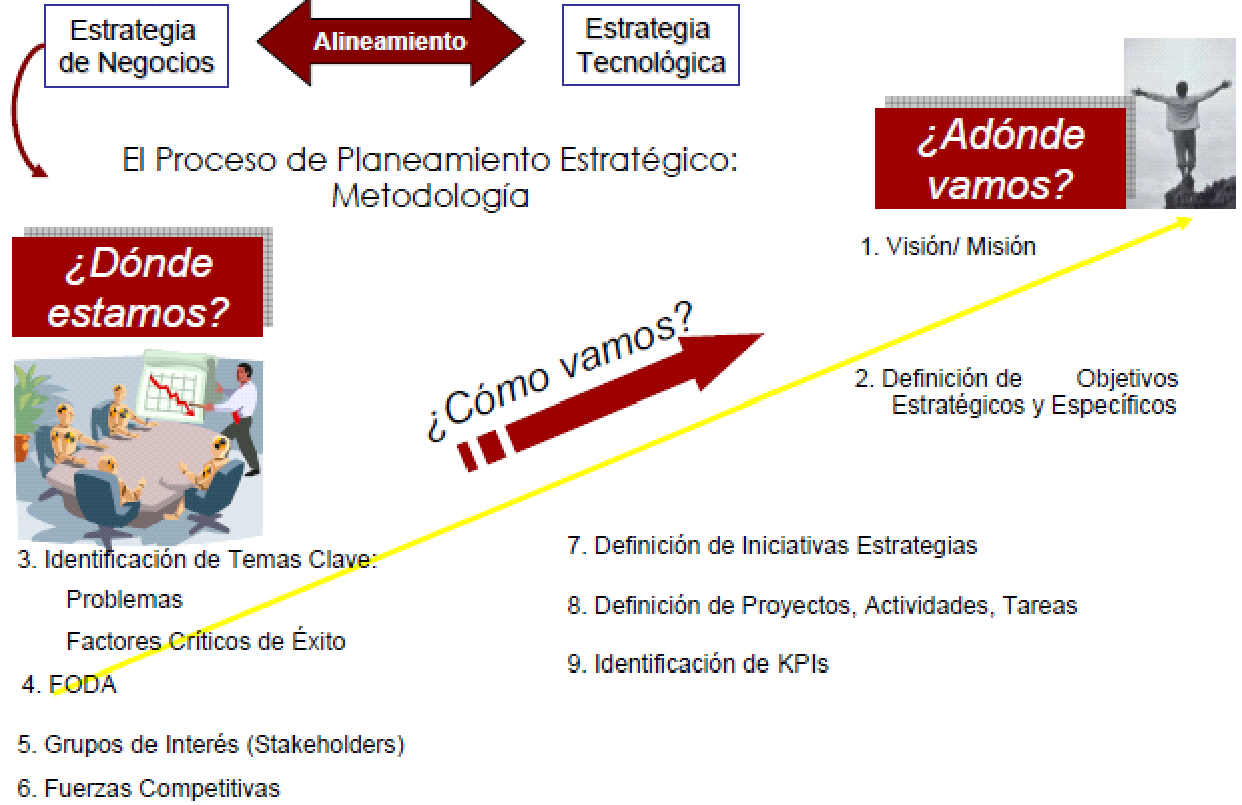 Estrategia
de Negocios
Alineamiento
Estrategia
Tecnológica
El Proceso de Planeamiento Estratégico:
Metodología
¿Adónde
vamos?
1. Visión/ Misión
2. Definición de Objetivos
Estratégicos y Específicos
¿Dónde
estamos?
¿Cómo vamos?
3. Identificación de Temas Clave:
Problemas
Factores Críticos de Éxito
4. FODA
5. Grupos de Interés (Stakeholders)
6. Fuerzas Competitivas
7. Definición de Iniciativas Estrategias
8. Definición de Proyectos, Actividades, Tareas
9. Identificación de KPIs